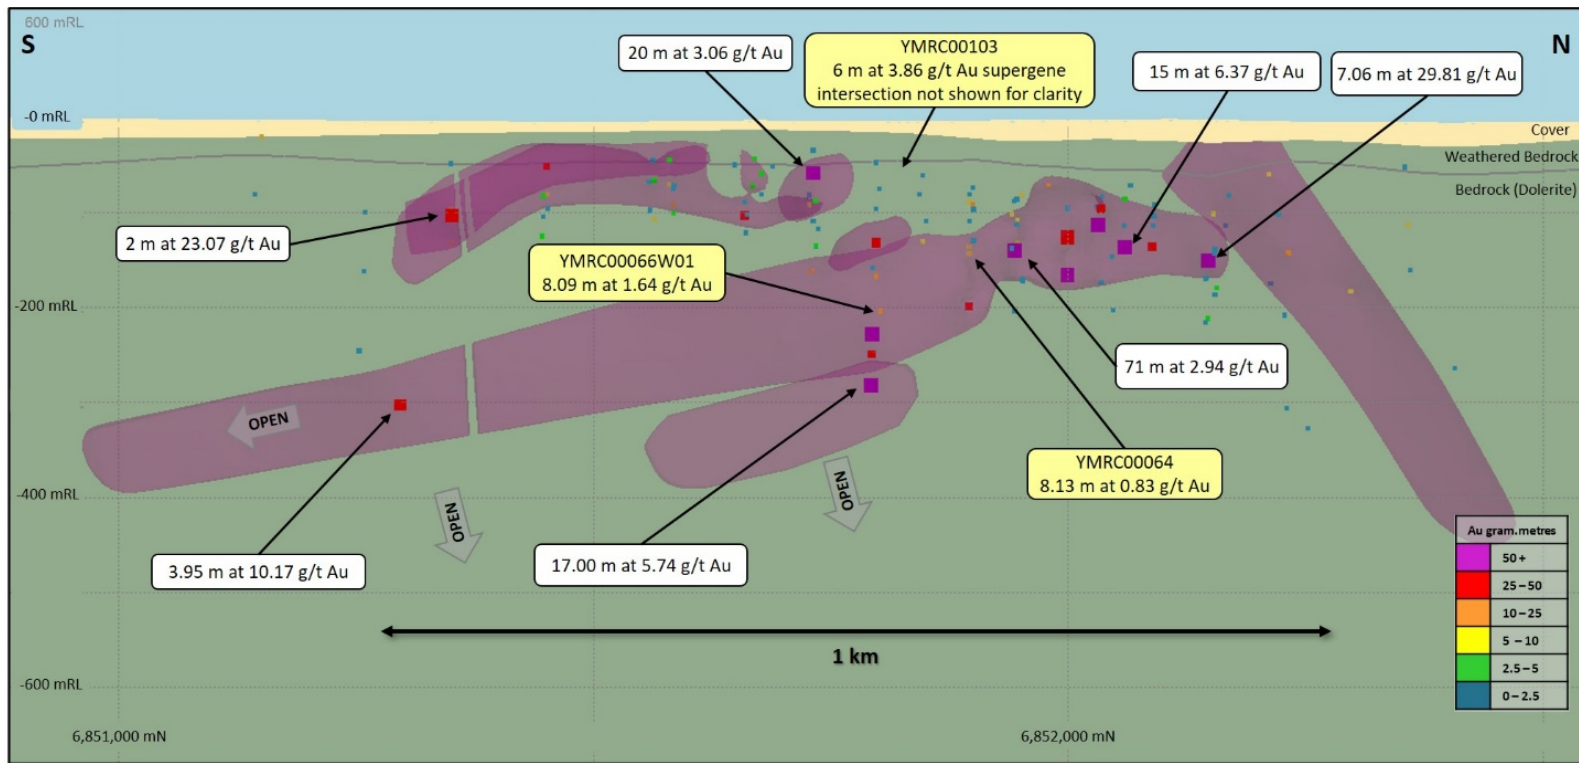 600 mRL
S
N
20 m at 3.06 g/t Au
YMRC00103
6 m at 3.86 g/t Au supergene
intersection not shown for clarity
15 m at 6.37 g/t Au
7.06 m at 29.81 g/t Au
-0 mRL
Cover
Weathered Bedrock
Bedrock (Dolerite)
2 m at 23.07 g/t Au
YMRC00066W01
8.09 m at 1.64 g/t Au
-200 mRL
71 m at 2.94 g/t Au
OPEN
YMRC00064
8.13 m at 0.83 g/t Au
-400 mRL
OPEN
OPEN
3.95 m at 10.17 g/t Au
17.00 m at 5.74 g/t Au
Au gram.metres
50+
25–50
10–25
5–10
2.5–5
0–2.5
1 km
-600 mRL
6,851,000 mN
6,852,000 mN